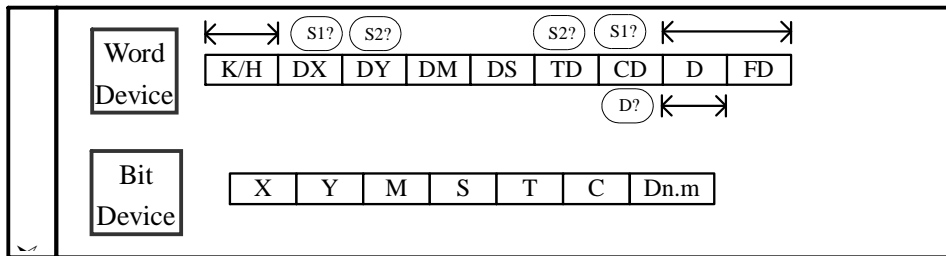 S1? S2? S2? S1?
Word Device
K/H DX DY DM DS TD CD D FD
D?
Bit Device
X Y M S T C Dn.m